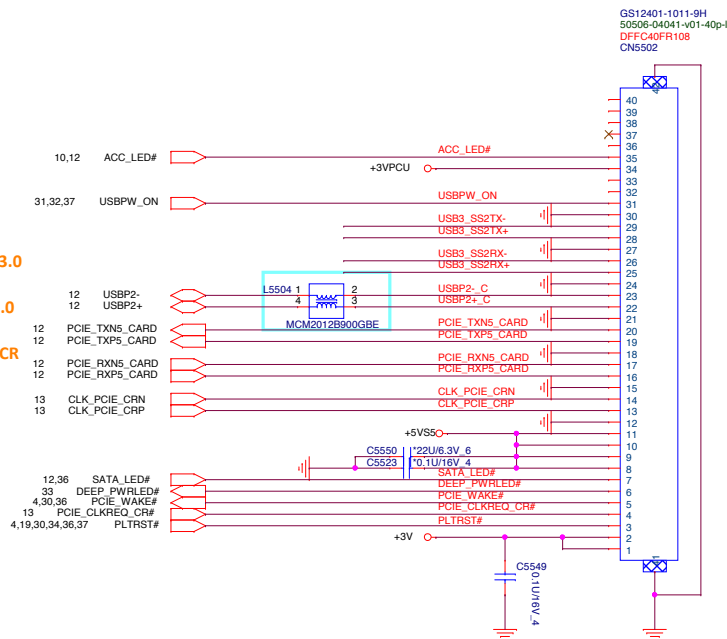 GS12401-1011-9H
50506-04041-v01-40p-l
DFFC40FR108
CN5502
40
39
38
37
36
10,12 ACC_LED# ACC_LED# 35
+3VPCU 34
33
32
31,32,37 USBPW_ON USBPW_ON 31
30
USB3_SS2TX- 29
USB3_SS2TX+ 28
27
3.0 USB3_SS2RX- 26
USB3_SS2RX+ 25
24
L5504 1 2
12 USBP2- USBP2-_C 23
.0 12 USBP2+ 4 3 USBP2+_C 22
MCM2012B900GBE
21
12 PCIE_TXN5_CARD PCIE_TXN5_CARD 20
12 PCIE_TXP5_CARD PCIE_TXP5_CARD 19
CR
18
12 PCIE_RXN5_CARD PCIE_RXN5_CARD 17
12 PCIE_RXP5_CARD PCIE_RXP5_CARD 16
15
13 CLK_PCIE_CRN CLK_PCIE_CRN 14
13 CLK_PCIE_CRP CLK_PCIE_CRP 13
12
+5VS5 11
10
C5550 *22U/6.3V_6 9
C5523 *0.1U/16V_4 8
12,36 SATA_LED# SATA_LED# 7
33 DEEP_PWRLED# DEEP_PWRLED# 6
4,30,36 PCIE_WAKE# PCIE_WAKE# 5
13 PCIE_CLKREQ_CR# PCIE_CLKREQ_CR# 4
4,19,30,34,36,37 PLTRST# PLTRST# 3
+3V 2
1
C5549
0.1U/16V_4